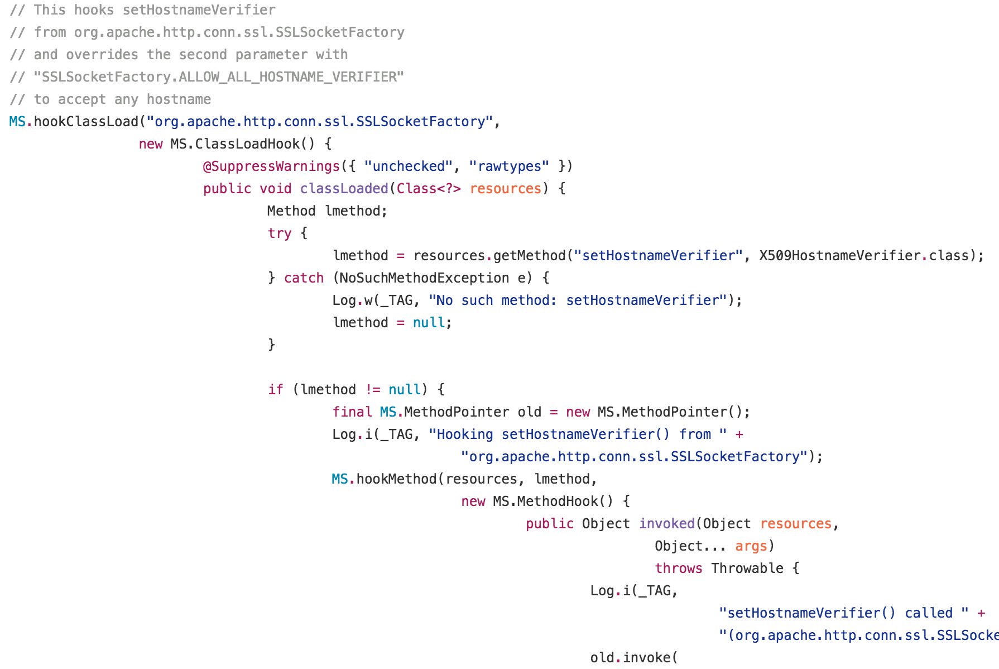 // This hooks setHostnameVerifier
// from org.apache.http.conn.ssl.SSLSocketFactory
// and overrides the second parameter with
// "SSLSocketFactory.ALLOW_ALL_HOSTNAME_VERIFIER"
// to accept any hostname
MS.hookClassLoad("org.apache.http.conn.ssl.SSLSocketFactory",
new MS.ClassLoadHook() {
@SuppressWarnings({ "unchecked", "rawtypes" })
public void classLoaded(Class<?> resources) {
Method lmethod;
try {
lmethod = resources.getMethod("setHostnameVerifier", X509HostnameVerifier.class);
} catch (NoSuchMethodException e) {
Log.w(_TAG, "No such method: setHostnameVerifier");
lmethod = null;
}
if (lmethod != null) {
final MS.MethodPointer old = new MS.MethodPointer();
Log.i(_TAG, "Hooking setHostnameVerifier() from " +
"org.apache.http.conn.ssl.SSLSocketFactory");
MS.hookMethod(resources, lmethod,
new MS.MethodHook() {
public Object invoked(Object resources,
Object... args)
throws Throwable {
Log.i(_TAG,
"setHostnameVerifier() called " +
"(org.apache.http.conn.ssl.SSLSocke
old.invoke(